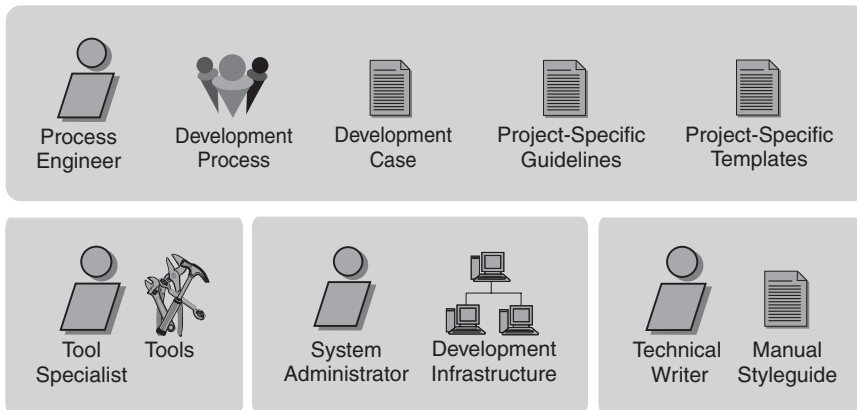 Process
Engineer
Development
Process
Development
Case
Project-Specific
Guidelines
Project-Specific
Templates
Tool
Specialist
Tools
System
Administrator
Development
Infrastructure
Technical
Writer
Manual
Styleguide